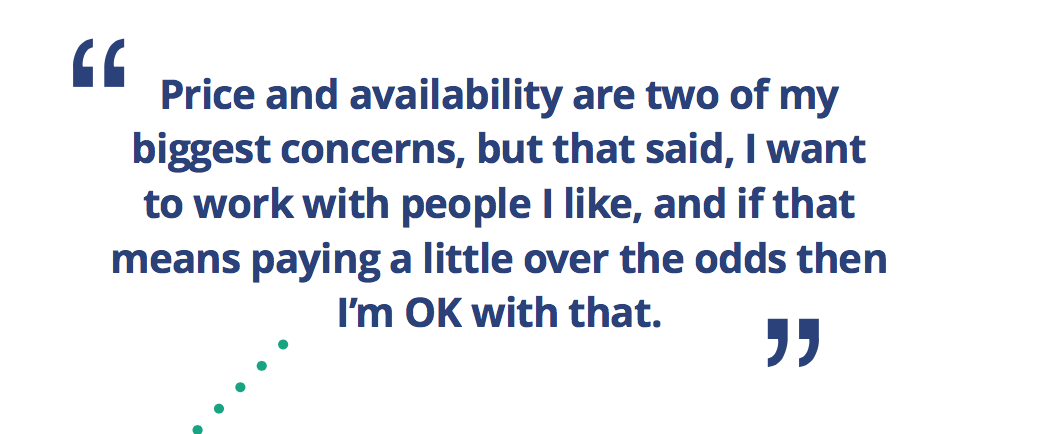 “ Price and availability are two of my
biggest concerns, but that said, I want
to work with people I like, and if that
means paying a little over the odds then
I’m OK with that. ”